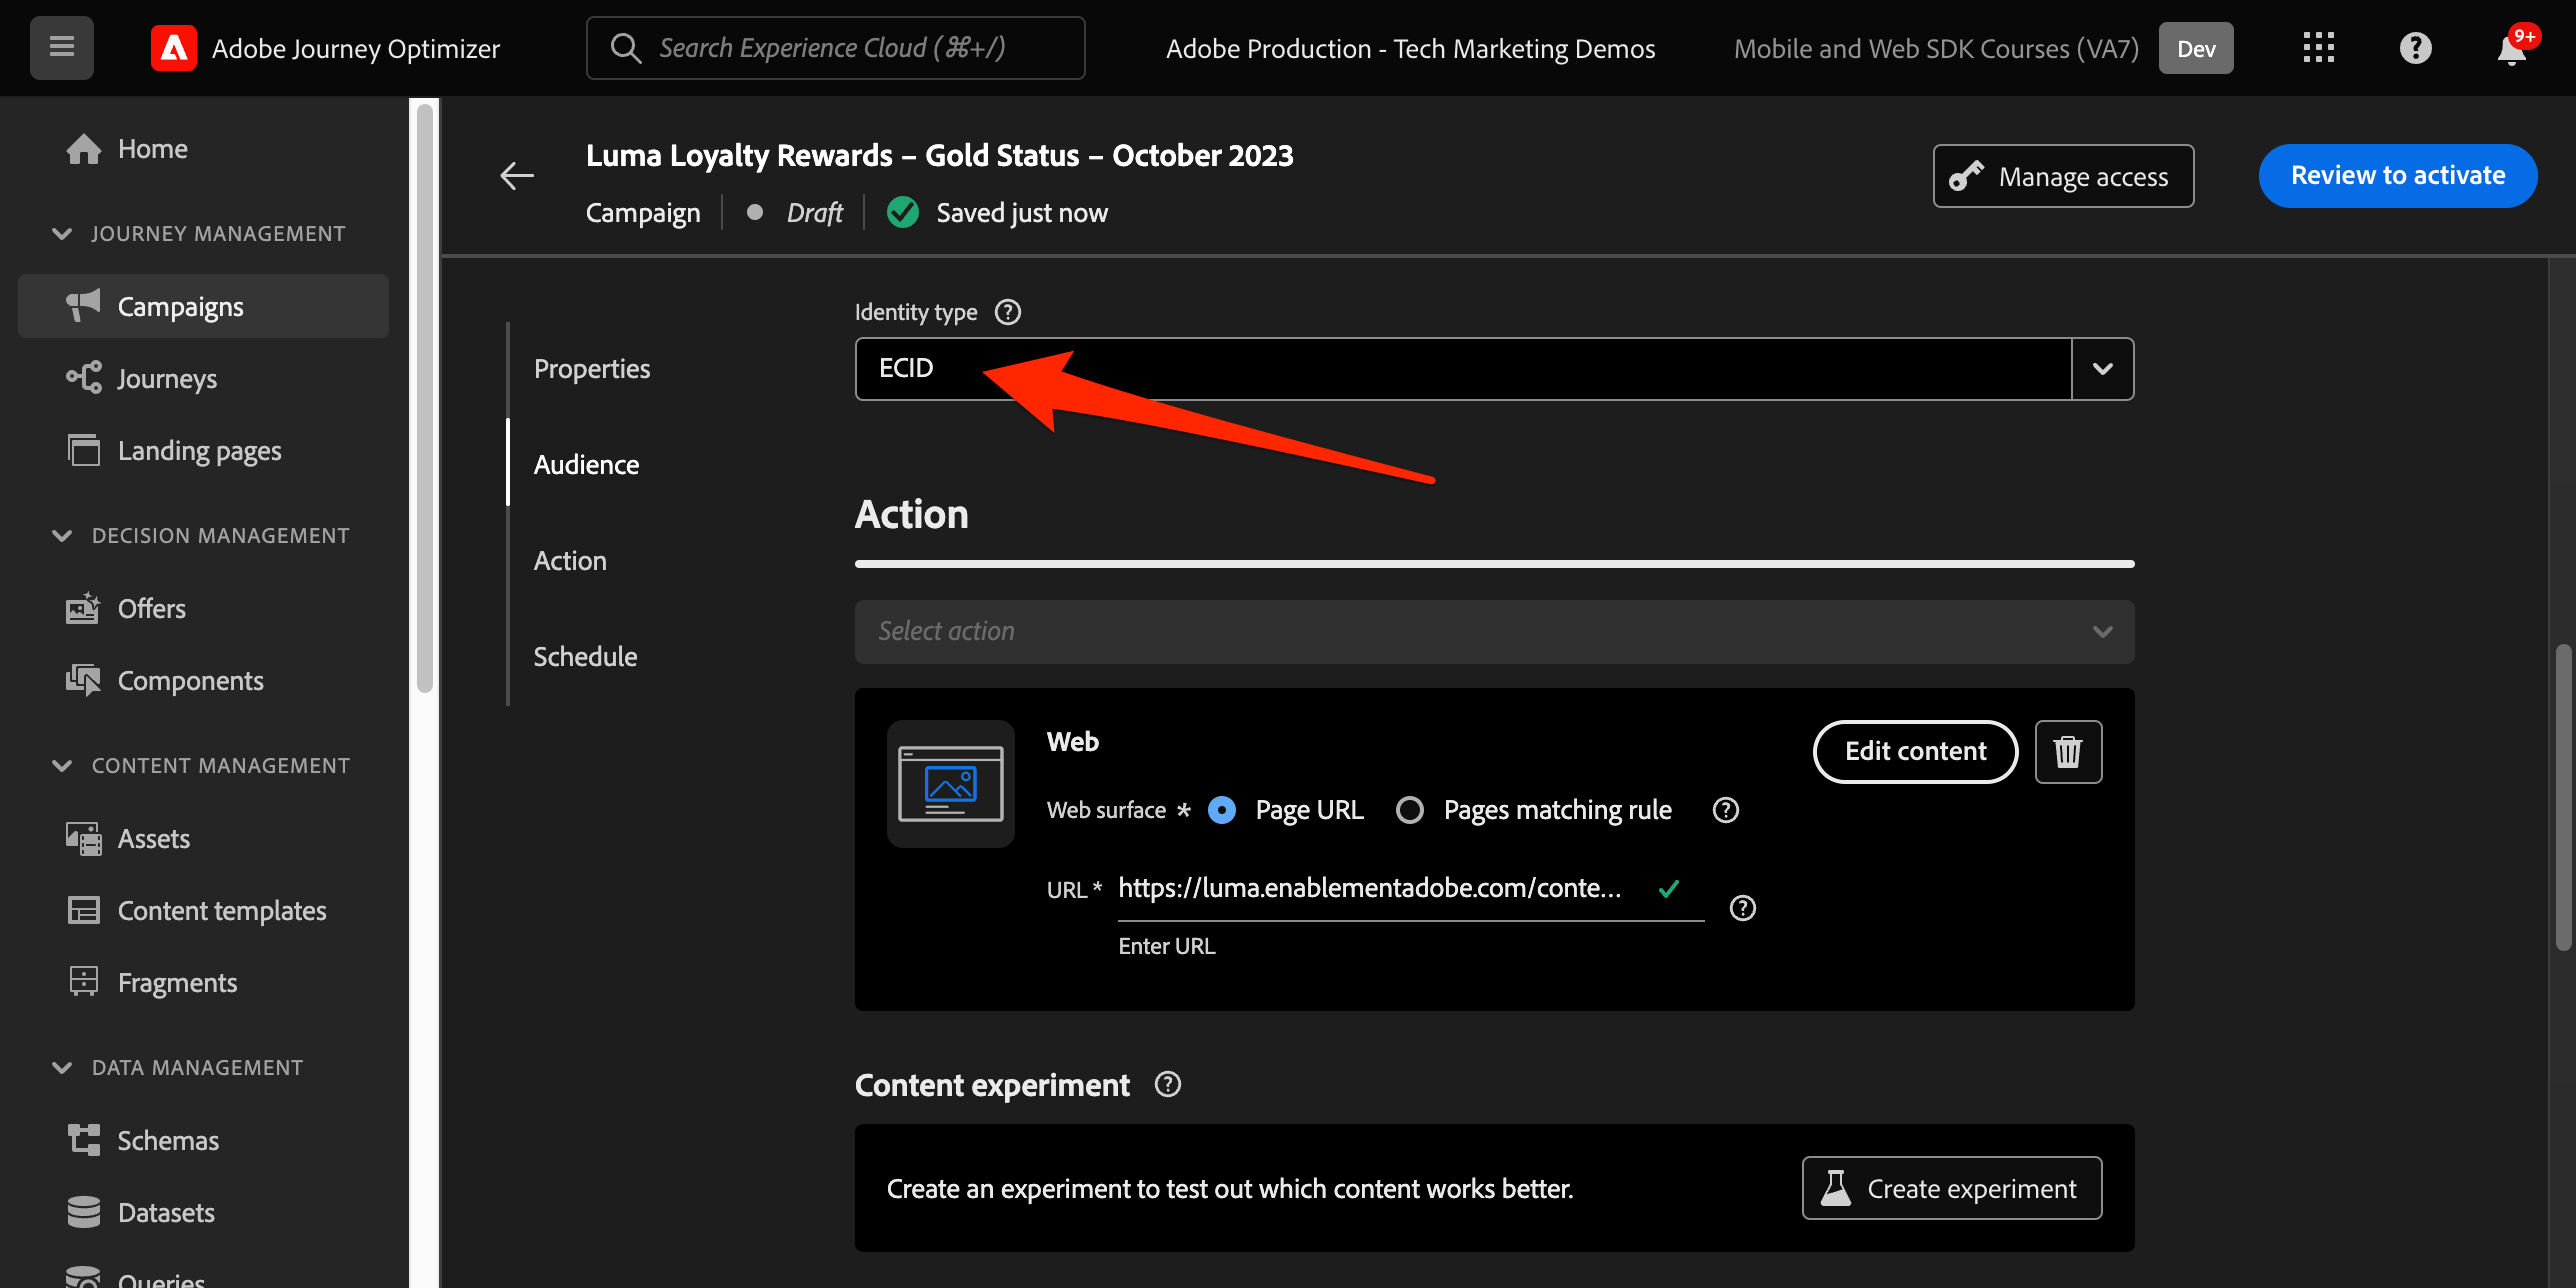 Adobe Journey Optimizer
Search Experience Cloud (⌘+/)
Adobe Production - Tech Marketing Demos
Mobile and Web SDK Courses (VA7)
Dev
9+
Home
JOURNEY MANAGEMENT
Campaigns
Journeys
Landing pages
DECISION MANAGEMENT
Offers
Components
CONTENT MANAGEMENT
Assets
Content templates
Fragments
DATA MANAGEMENT
Schemas
Datasets
Queries
Luma Loyalty Rewards – Gold Status – October 2023
Campaign
Draft
Saved just now
Manage access
Review to activate
Properties
Audience
Action
Schedule
Identity type
ECID
Action
Select action
Web
Edit content
Web surface * Page URL Pages matching rule
URL * https://luma.enablementadobe.com/conte...
Enter URL
Content experiment
Create an experiment to test out which content works better.
Create experiment